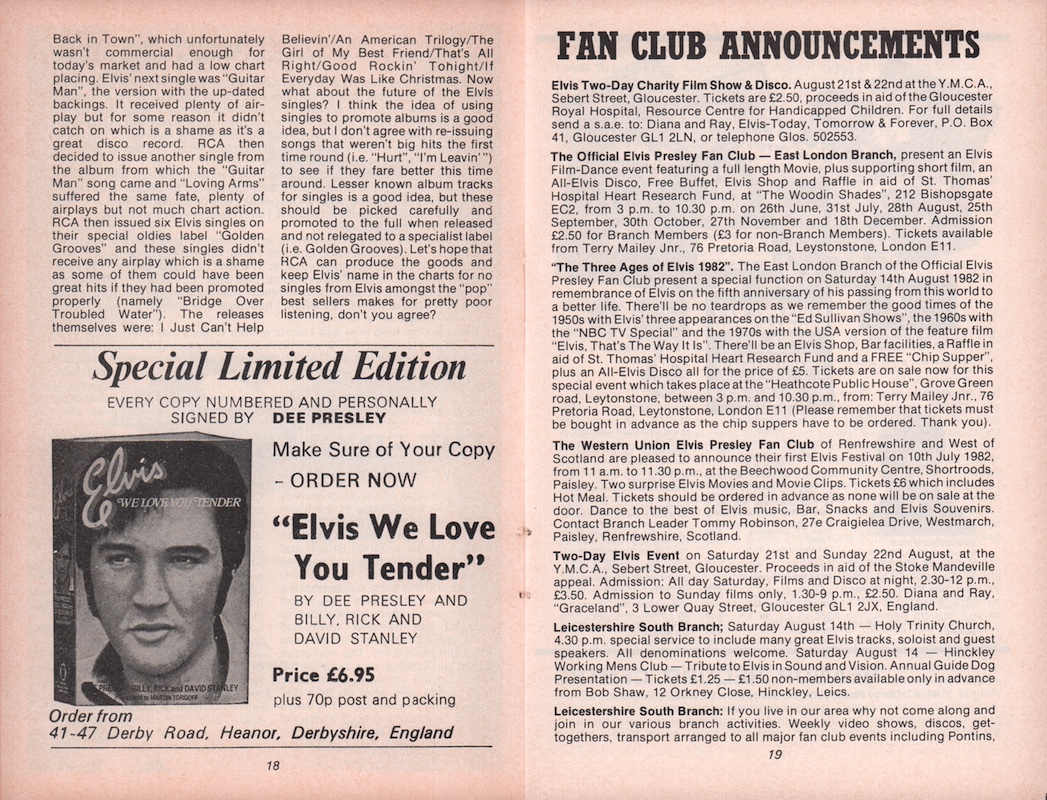 Back in Town", which unfortunately
wasn't commercial enough for
today's market and had a low chart
placing. Elvis' next single was "Guitar
Man", the version with the up-dated
backings. It received plenty of air-
play but for some reason it didn't
catch on which is a shame as it's a
great disco record. RCA then
decided to issue another single from
the album from which the "Guitar
Man" song came and "Loving Arms"
suffered the same fate, plenty of
airplays but not much chart action.
RCA then issued six Elvis singles on
their special oldies label "Golden
Grooves" and these singles didn't
receive any airplay which is a shame
as some of them could have been
great hits if they had been promoted
properly (namely "Bridge Over
Troubled Water"). The releases
themselves were: I Just Can't Help
Believin'/An American Trilogy/The
Girl of My Best Friend/That's All
Right/Good Rockin' Tohight/If
Everyday Was Like Christmas. Now
what about the future of the Elvis
singles? I think the idea of using
singles to promote albums is a good
idea, but I don't agree with re-issuing
songs that weren't big hits the first
time round (i.e. "Hurt", "I'm Leavin'")
to see if they fare better this time
around. Lesser known album tracks
for singles is a good idea, but these
should be picked carefully and
promoted to the full when released
and not relegated to a specialist label
(i.e. Golden Grooves). Let's hope that
RCA can produce the goods and
keep Elvis' name in the charts for no
singles from Elvis amongst the "pop"
best sellers makes for pretty poor
listening, don't you agree?
Special Limited Edition
EVERY COPY NUMBERED AND PERSONALLY
SIGNED BY DEE PRESLEY
Elvis
WE LOVE YOU TENDER
PRESLEY, BILLY, RICK and DAVID STANLEY
MARTIN TORGOFF
Make Sure of Your Copy
- ORDER NOW
"Elvis We Love
You Tender"
BY DEE PRESLEY AND
BILLY, RICK AND
DAVID STANLEY
Price £6.95
plus 70p post and packing
Order from
41-47 Derby Road, Heanor, Derbyshire, England
18
FAN CLUB ANNOUNCEMENTS
Elvis Two-Day Charity Film Show & Disco. August 21st & 22nd at the Y.M.C.A.,
Sebert Street, Gloucester. Tickets are £2.50, proceeds in aid of the Gloucester
Royal Hospital, Resource Centre for Handicapped Children. For full details
send a s.a.e. to: Diana and Ray, Elvis-Today, Tomorrow & Forever, P.O. Box
41, Gloucester GL1 2LN, or telephone Glos. 502553.
The Official Elvis Presley Fan Club — East London Branch, present an Elvis
Film-Dance event featuring a full length Movie, plus supporting short film, an
All-Elvis Disco, Free Buffet, Elvis Shop and Raffle in aid of St. Thomas'
Hospital Heart Research Fund, at "The Woodin Shades", 212 Bishopsgate
EC2, from 3 p.m. to 10.30 p.m. on 26th June, 31st July, 28th August, 25th
September, 30th October, 27th November and 18th December. Admission
£2.50 for Branch Members (£3 for non-Branch Members). Tickets available
from Terry Mailey Jnr., 76 Pretoria Road, Leystonstone, London E11.
"The Three Ages of Elvis 1982". The East London Branch of the Official Elvis
Presley Fan Club present a special function on Saturday 14th August 1982 in
remembrance of Elvis on the fifth anniversary of his passing from this world to
a better life. There'll be no teardrops as we remember the good times of the
1950s with Elvis' three appearances on the "Ed Sullivan Shows", the 1960s with
the "NBC TV Special" and the 1970s with the USA version of the feature film
"Elvis, That's The Way It Is". There'll be an Elvis Shop, Bar facilities, a Raffle in
aid of St. Thomas' Hospital Heart Research Fund and a FREE "Chip Supper",
plus an All-Elvis Disco all for the price of £5. Tickets are on sale now for this
special event which takes place at the "Heathcote Public House", Grove Green
road, Leytonstone, between 3 p.m. and 10.30 p.m., from: Terry Mailey Jnr., 76
Pretoria Road, Leytonstone, London E11 (Please remember that tickets must
be bought in advance as the chip suppers have to be ordered. Thank you).
The Western Union Elvis Presley Fan Club of Renfrewshire and West of
Scotland are pleased to announce their first Elvis Festival on 10th July 1982,
from 11 a.m. to 11.30 p.m., at the Beechwood Community Centre, Shortroods,
Paisley. Two surprise Elvis Movies and Movie Clips. Tickets £6 which includes
Hot Meal. Tickets should be ordered in advance as none will be on sale at the
door. Dance to the best of Elvis music, Bar, Snacks and Elvis Souvenirs.
Contact Branch Leader Tommy Robinson, 27e Craigielea Drive, Westmarch,
Paisley, Renfrewshire, Scotland.
Two-Day Elvis Event on Saturday 21st and Sunday 22nd August, at the
Y.M.C.A., Sebert Street, Gloucester. Proceeds in aid of the Stoke Mandeville
appeal. Admission: All day Saturday, Films and Disco at night, 2.30-12 p.m.,
£3.50. Admission to Sunday films only, 1.30-9 p.m., £2.50. Diana and Ray,
"Graceland", 3 Lower Quay Street, Gloucester GL1 2JX, England.
Leicestershire South Branch; Saturday August 14th — Holy Trinity Church,
4.30 p.m. special service to include many great Elvis tracks, soloist and guest
speakers. All denominations welcome. Saturday August 14 — Hinckley
Working Mens Club — Tribute to Elvis in Sound and Vision. Annual Guide Dog
Presentation — Tickets £1.25 — £1.50 non-members available only in advance
from Bob Shaw, 12 Orkney Close, Hinckley, Leics.
Leicestershire South Branch: If you live in our area why not come along and
join in our various branch activities. Weekly video shows, discos, get-
togethers, transport arranged to all major fan club events including Pontins,
19